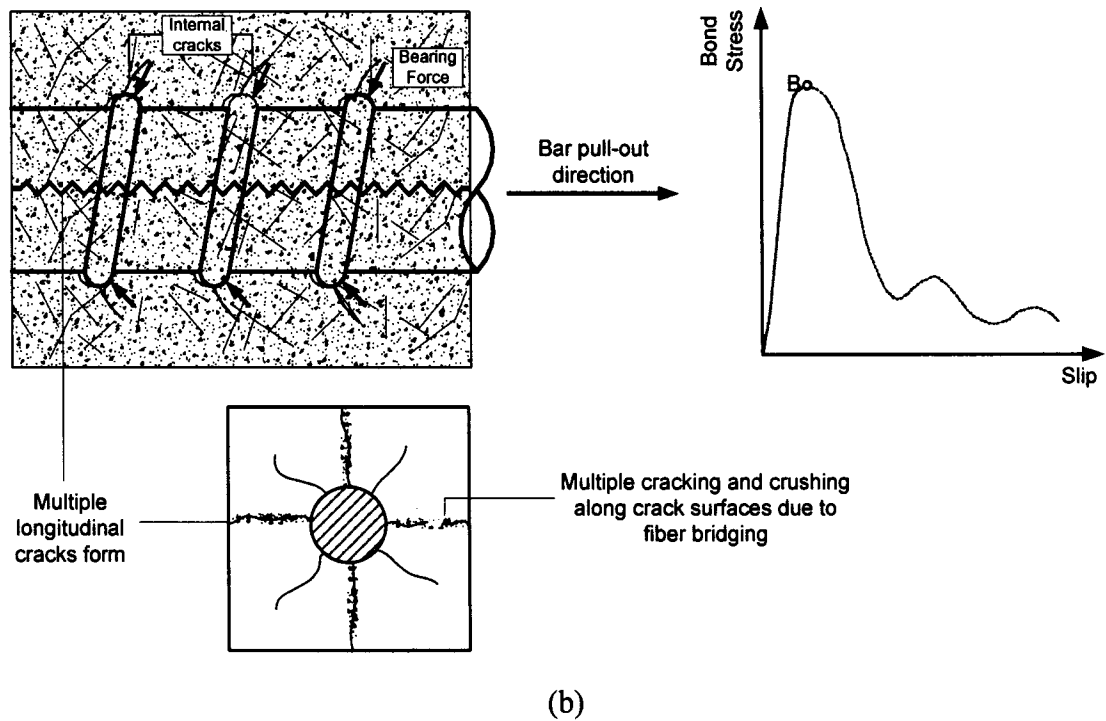 Internal
cracks
Bearing
Force
Bar pull-out
direction
Bond
Stress
B
Slip
Multiple
longitudinal
cracks form
Multiple cracking and crushing
along crack surfaces due to
fiber bridging
(b)